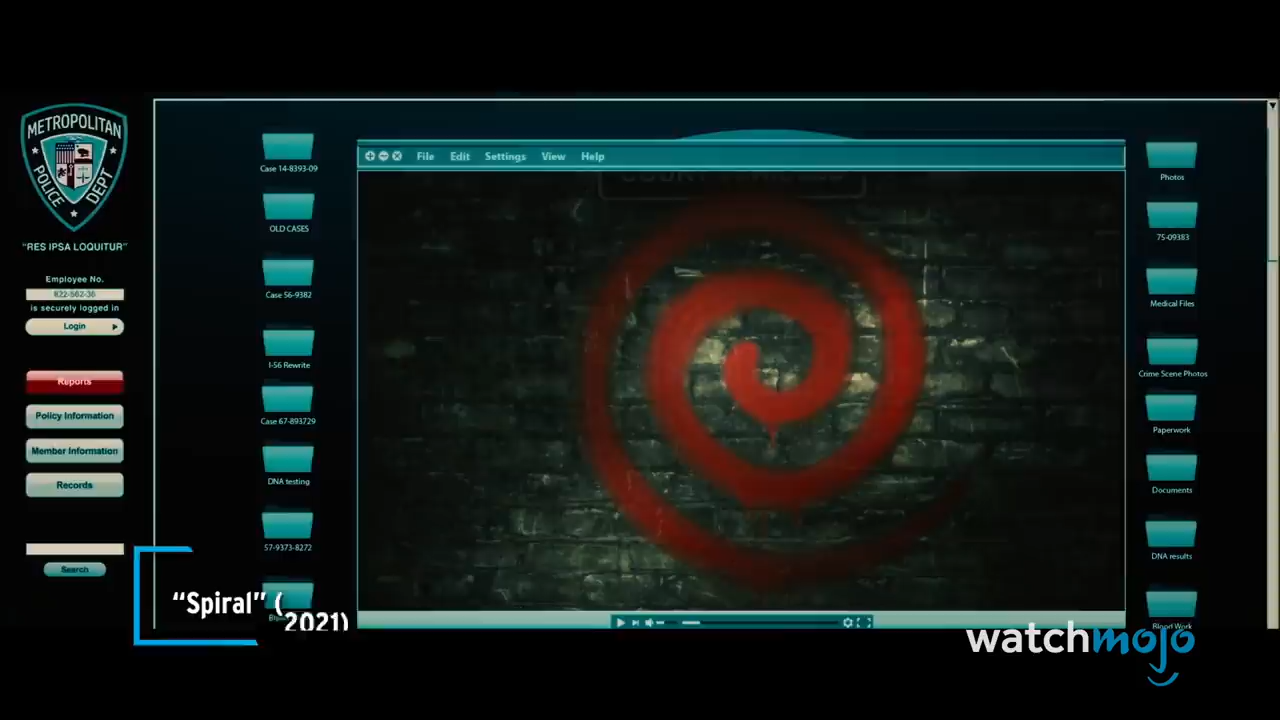 METROPOLITAN
POLICE DEPT
"RES IPSA LOQUITUR"
Employee No.
822-562-36
is securely logged in
Login
Reports
Policy Information
Member Information
Records
Search
Case 14-8393-09
OLD CASES
Case 56-9382
I-56 Rewrite
Case 67-893729
DNA testing
57-9373-8272
File Edit Settings View Help
Photos
75-09383
Medical Files
Crime Scene Photos
Paperwork
Documents
DNA results
Blood Work
"Spiral" (
2021)
watchmojo